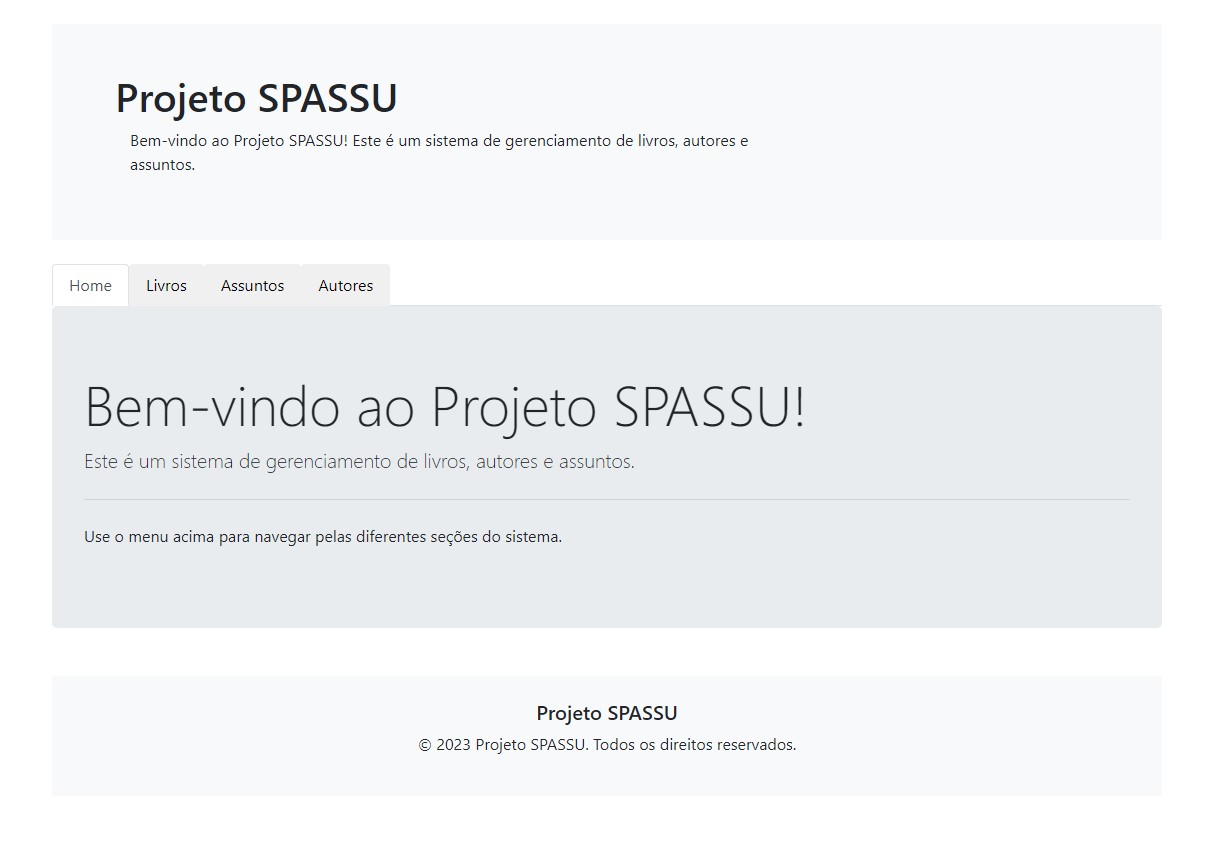 Projeto SPASSU
Bem-vindo ao Projeto SPASSU! Este é um sistema de gerenciamento de livros, autores e
assuntos.
Home Livros Assuntos Autores
Bem-vindo ao Projeto SPASSU!
Este é um sistema de gerenciamento de livros, autores e assuntos.
Use o menu acima para navegar pelas diferentes seções do sistema.
Projeto SPASSU
© 2023 Projeto SPASSU. Todos os direitos reservados.